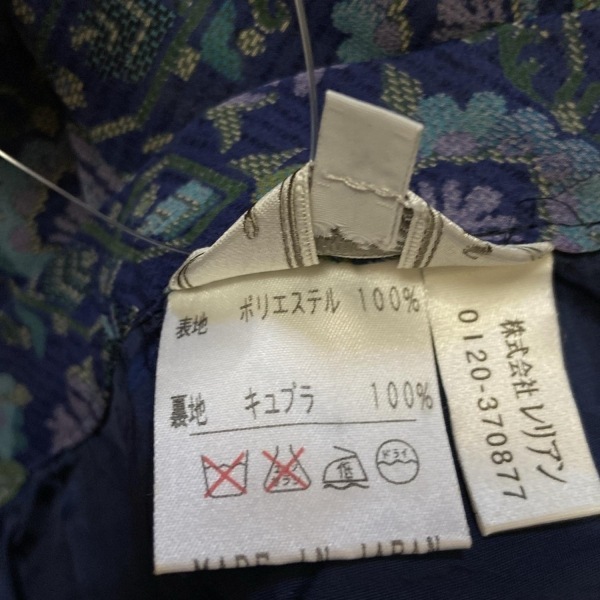 表地 ポリエステル 100%
裏地 キュプラ 100%
低
ドライ
MADE IN JAPAN
株式会社レリアン
0120-370877